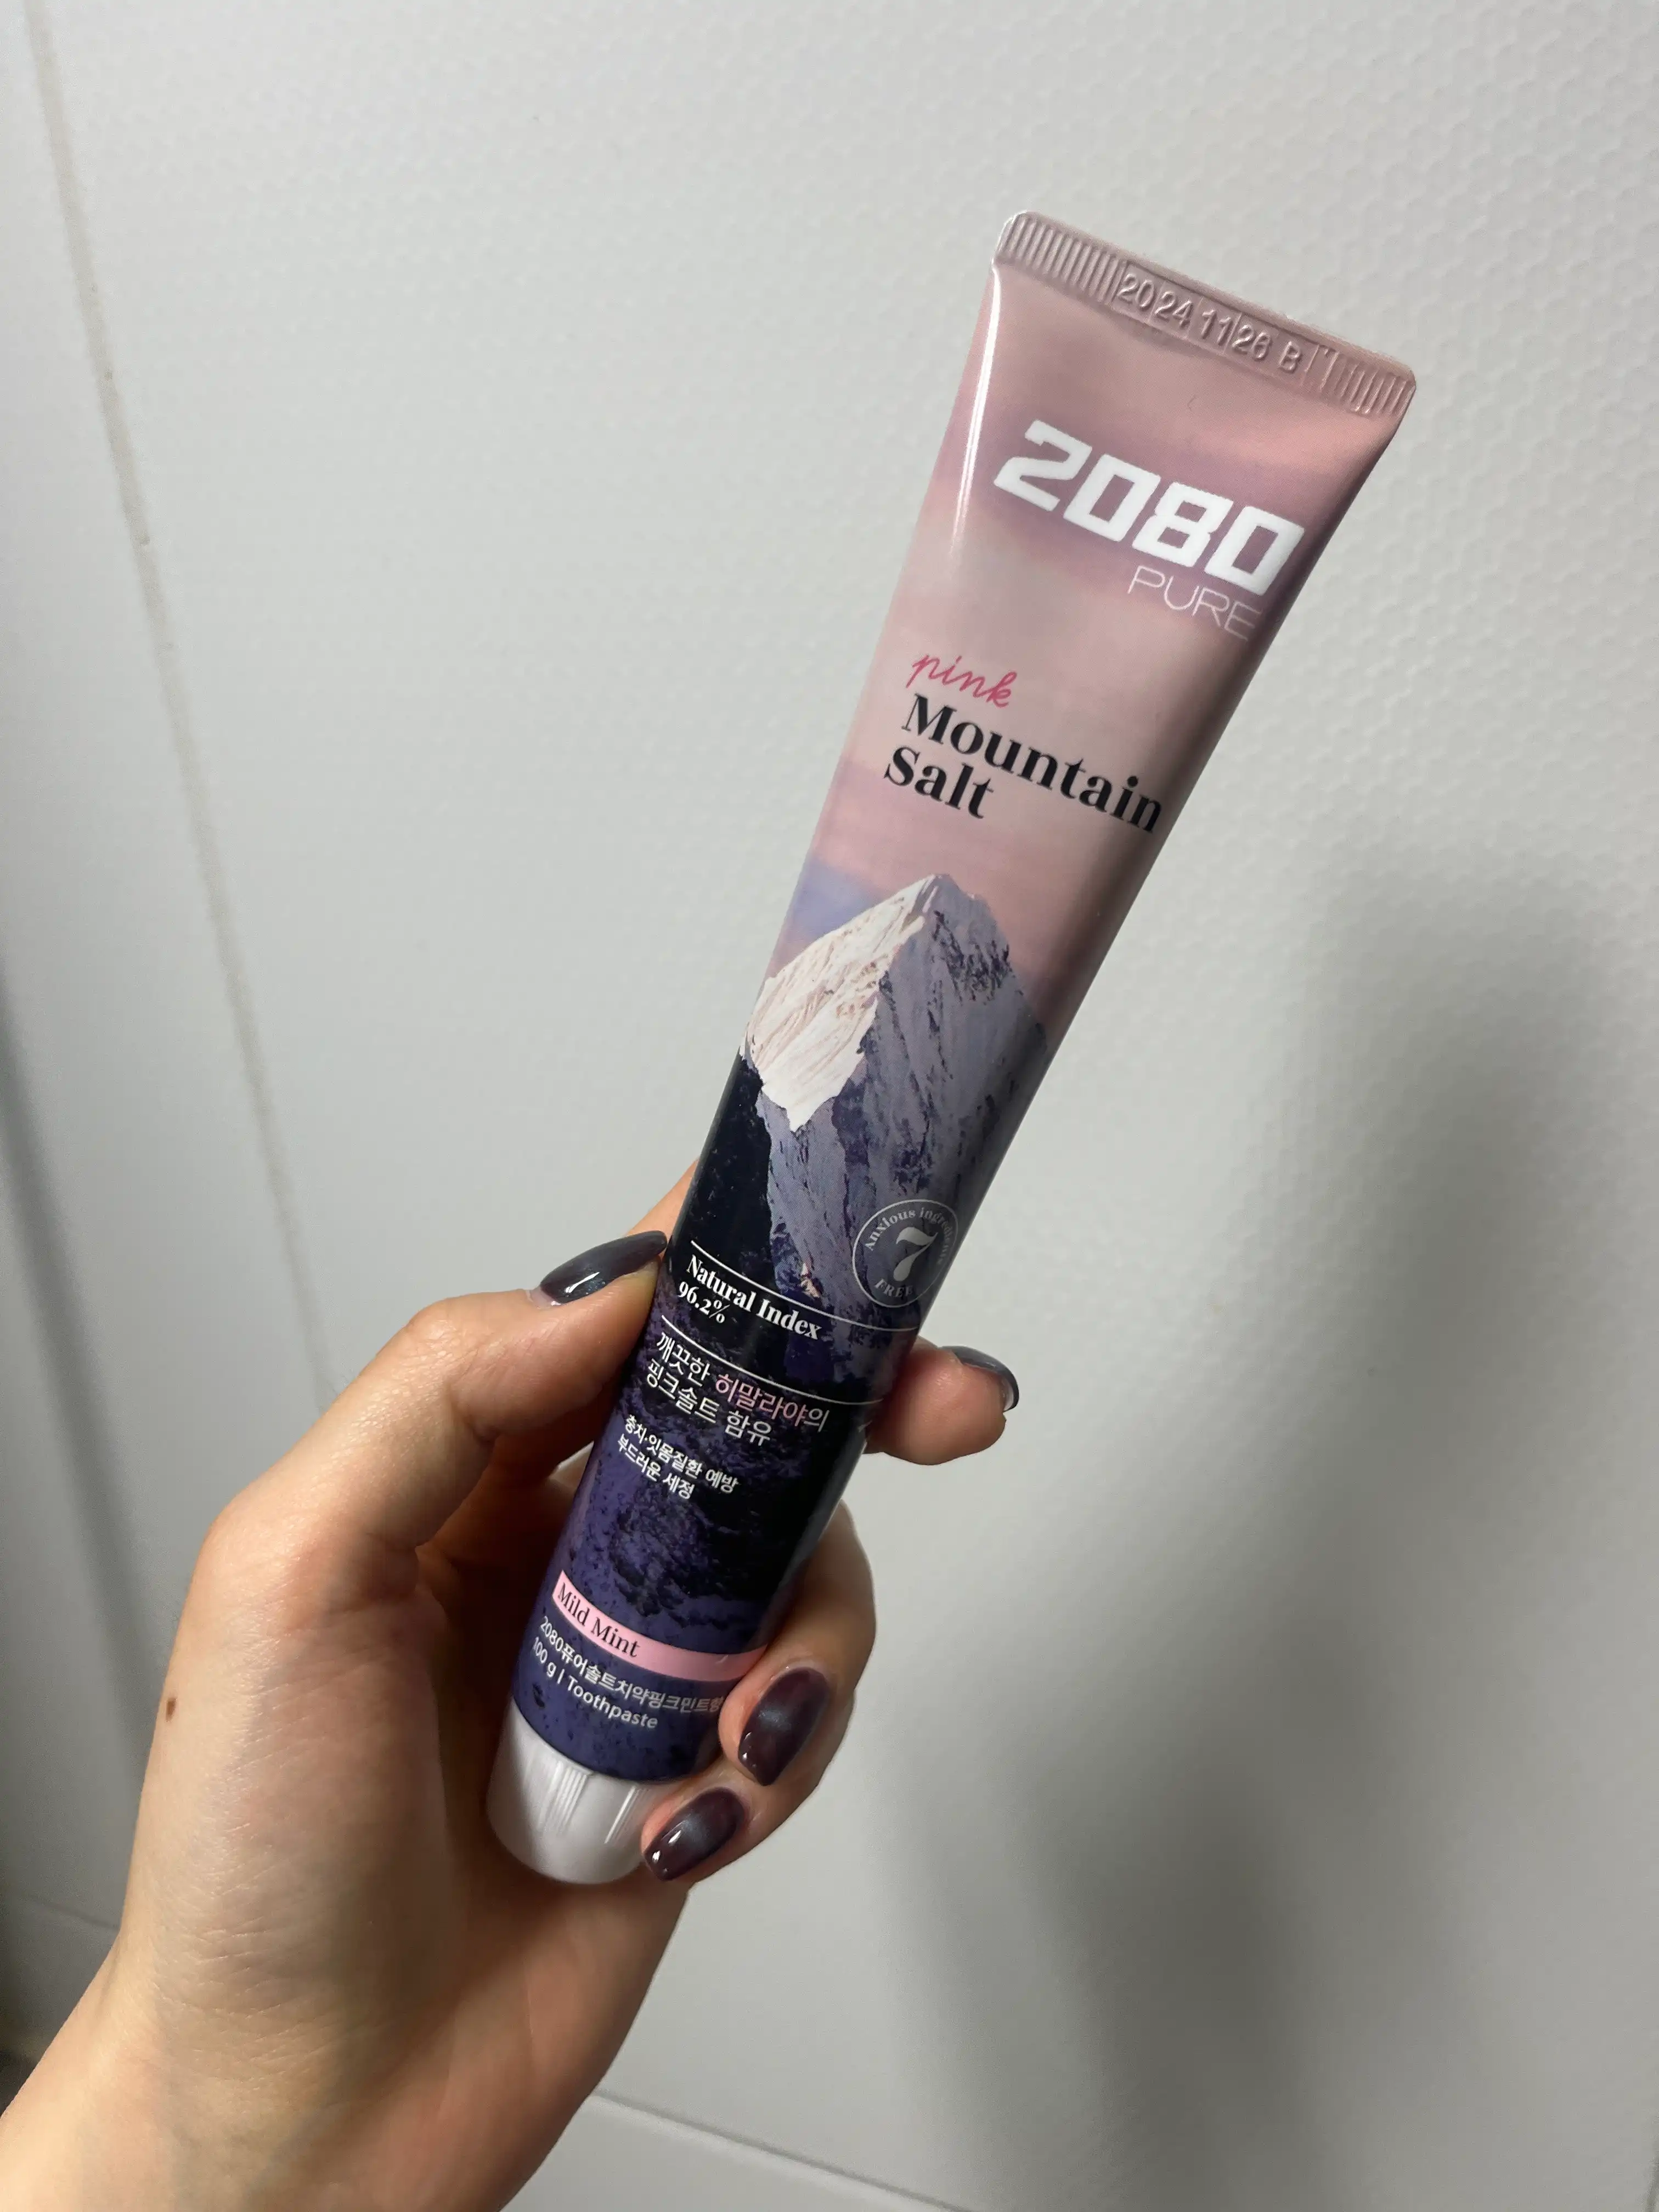 2024 11 26 B
2080
PURE
pink
Mountain
Salt
Anxious ingredients
7
FREE
Natural Index
96.2%
깨끗한 히말라야의
핑크솔트 함유
충치·잇몸질환 예방
부드러운 세정
Mild Mint
2080퓨어솔트치약핑크민트향
100 g | Toothpaste